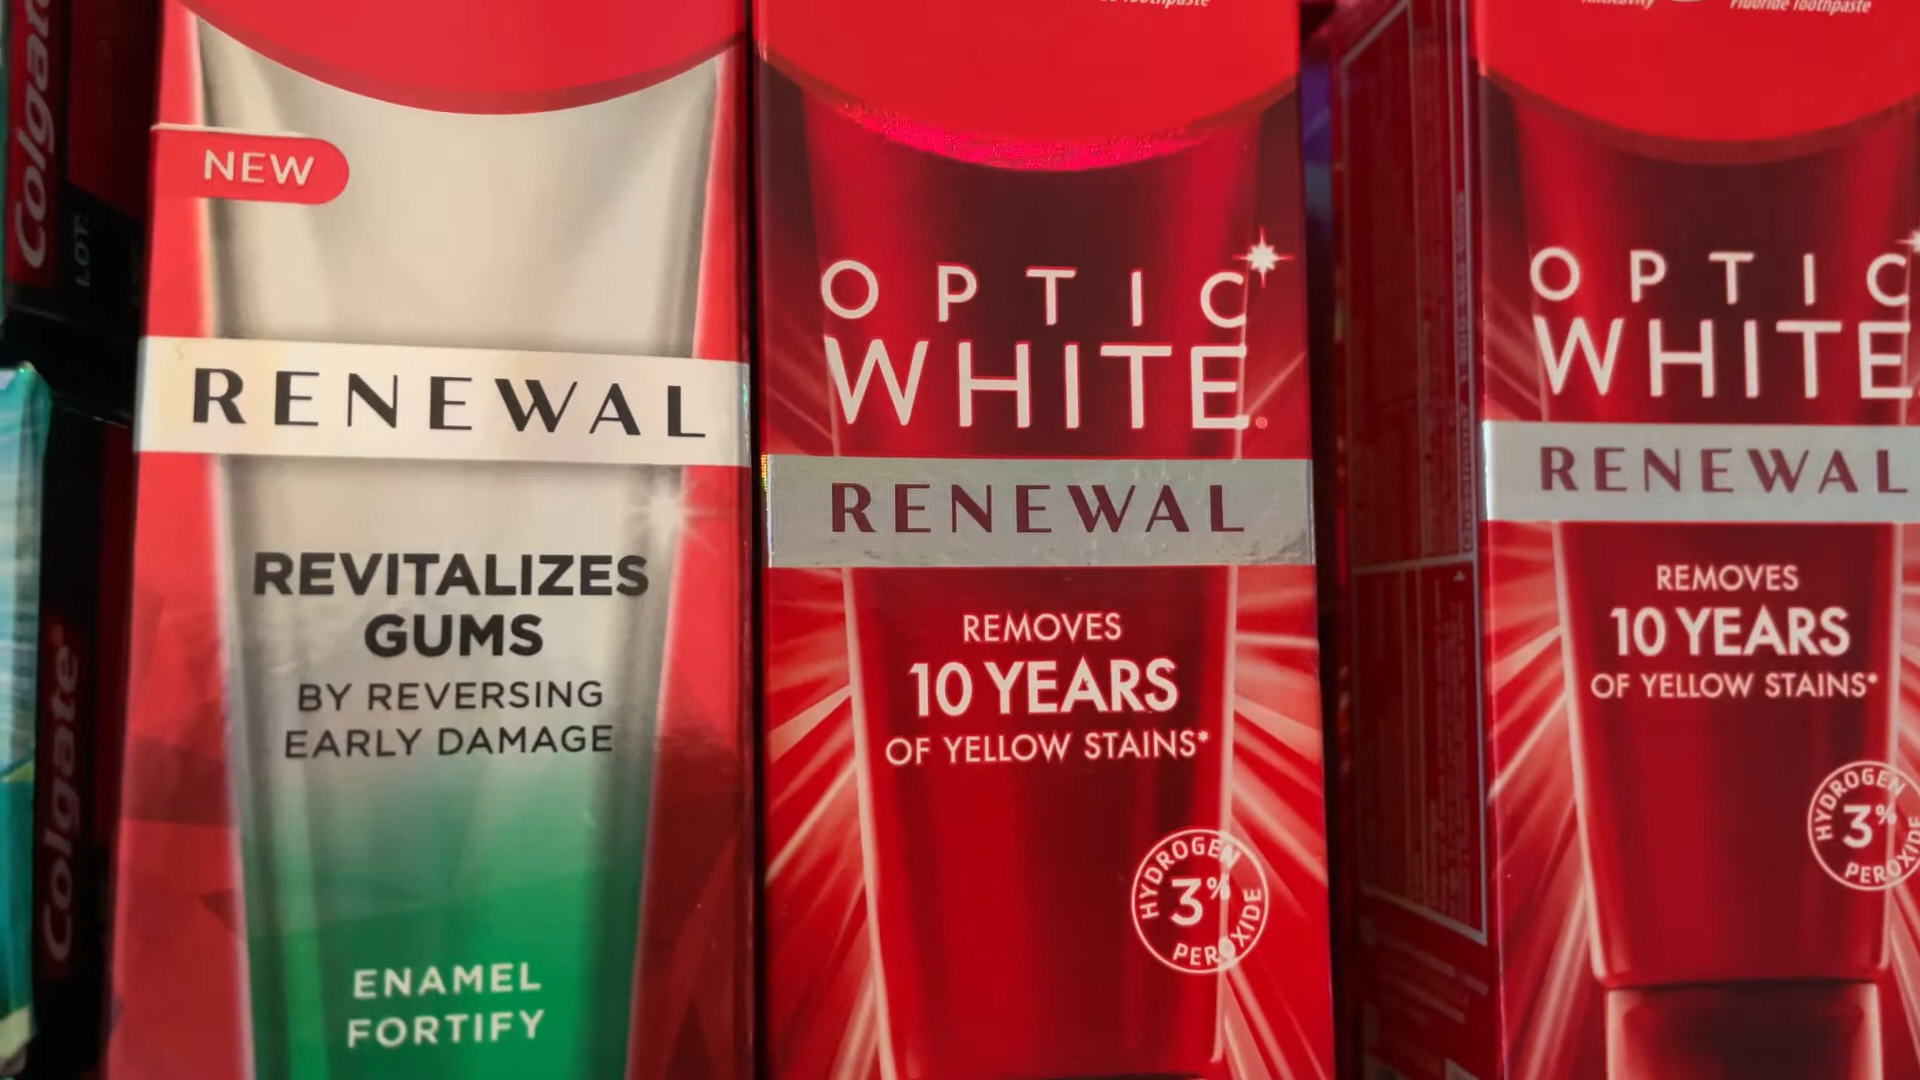 Colgate
LOT:
Colgate
NEW
RENEWAL
REVITALIZES
GUMS
BY REVERSING
EARLY DAMAGE
ENAMEL
FORTIFY
Toothpaste
OPTIC
WHITE®
RENEWAL
REMOVES
10 YEARS
OF YELLOW STAINS*
HYDROGEN
3%
PEROXIDE
Fluoride Toothpaste
OPTIC
WHITE
RENEWAL
REMOVES
10 YEARS
OF YELLOW STAINS*
HYDROGEN
3%
PEROXIDE